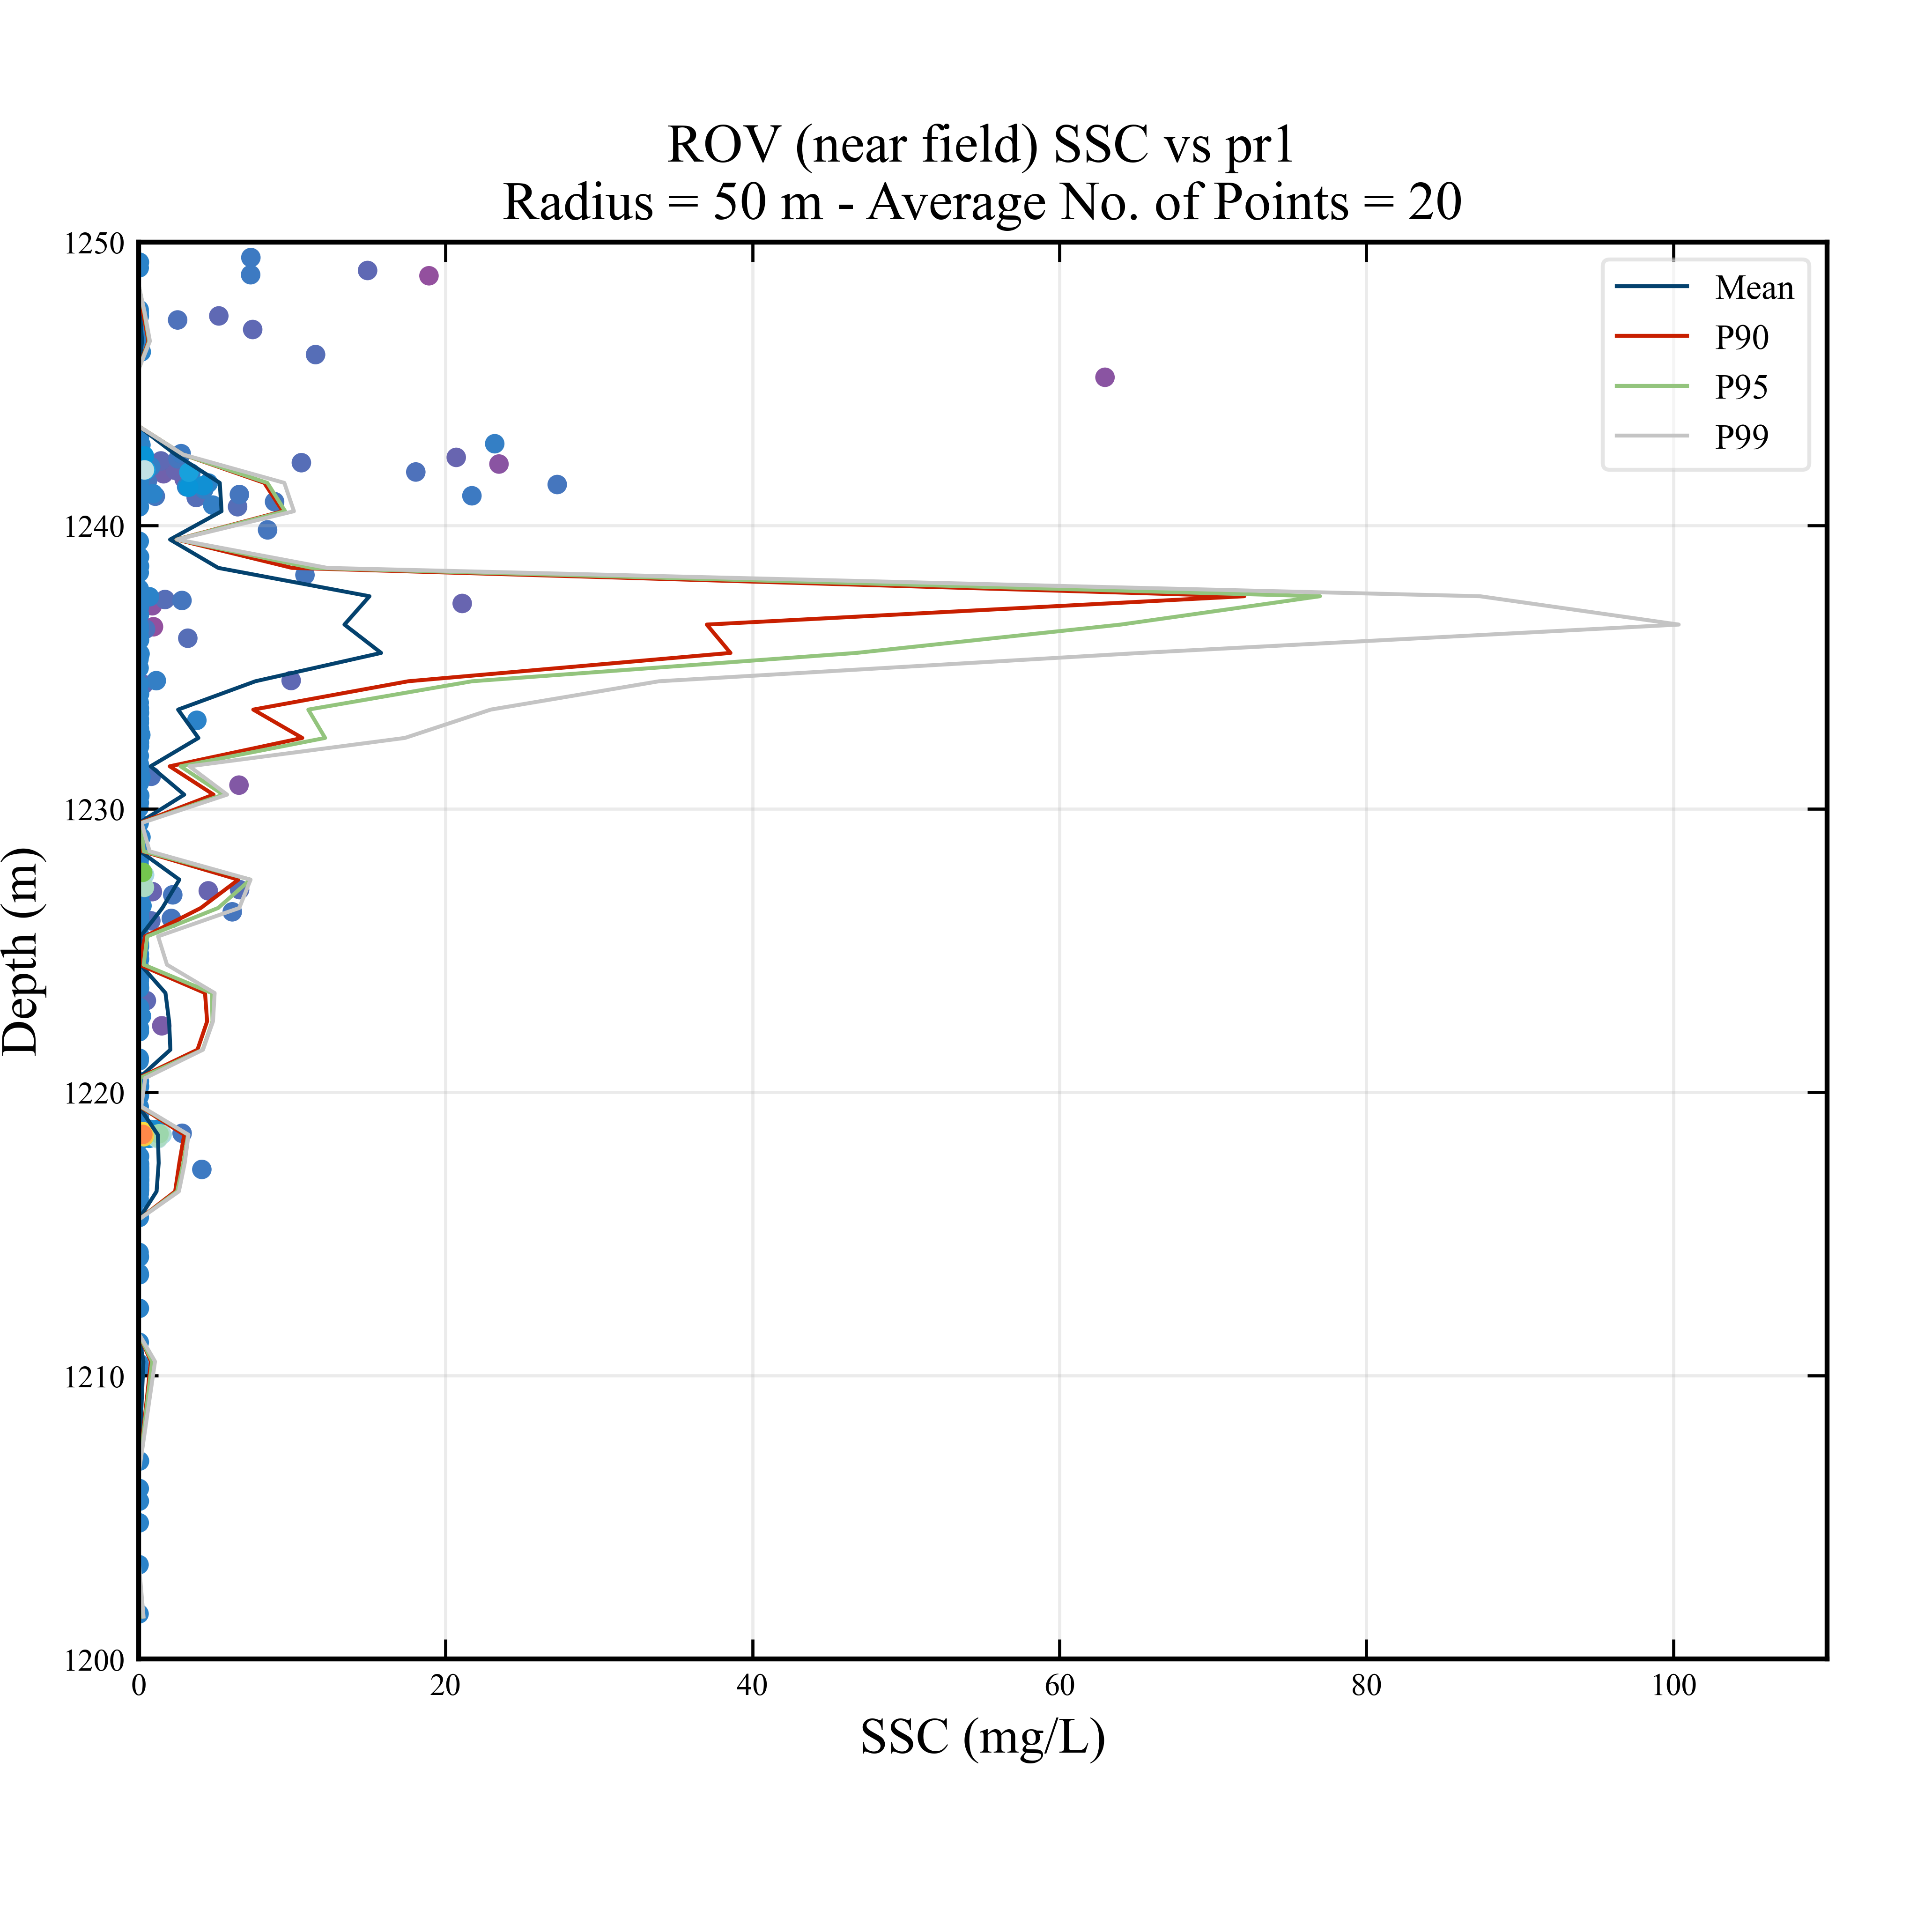 ROV (near field) SSC vs pr1
Radius = 50 m - Average No. of Points = 20
1250
1240
1230
1220
1210
1200
Depth (m)
Mean
P90
P95
P99
0 20 40 60 80 100
SSC (mg/L)